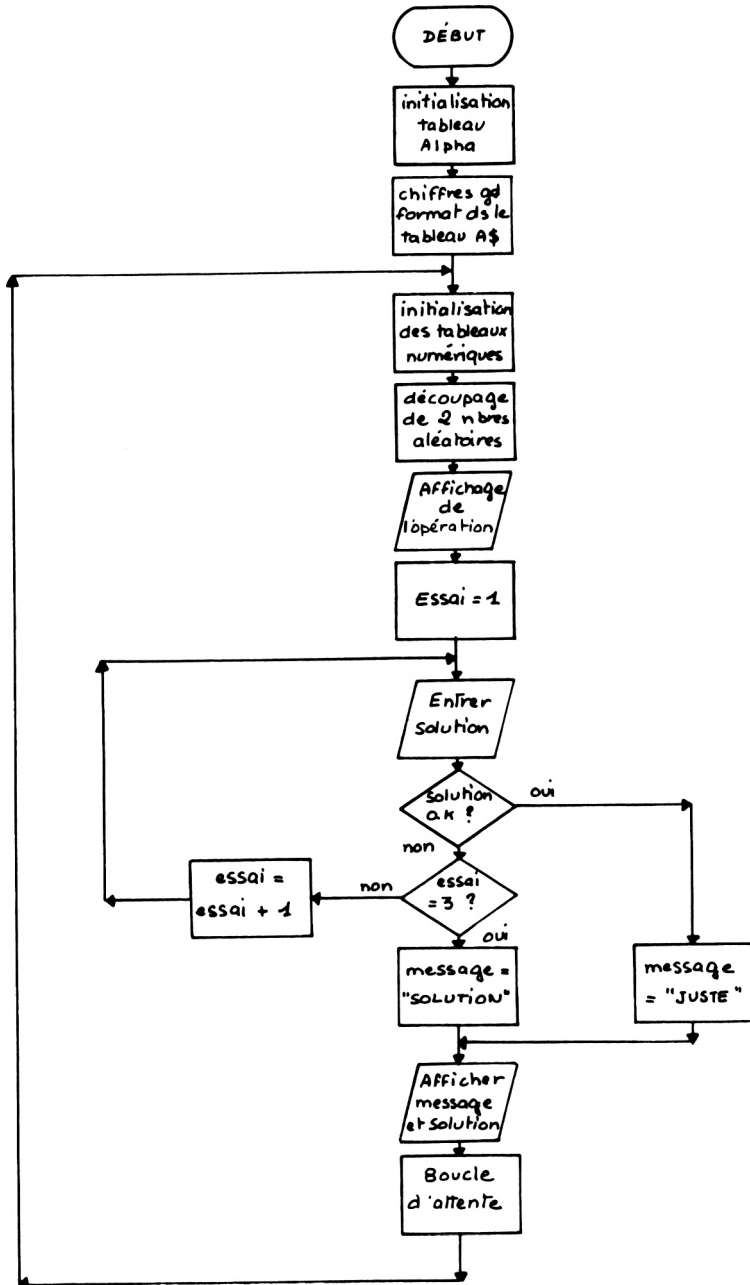 DÉBUT
initialisation
tableau
Alpha
chiffres gd
format ds le
tableau A$
initialisation
des tableaux
numériques
découpage
de 2 nbres
aléatoires
Affichage
de
l'opération
Essai = 1
Entrer
Solution
Solution
o.k ?
oui
non
essai
= 3 ?
non
essai =
essai + 1
oui
message =
"SOLUTION"
message
= "JUSTE"
Afficher
message
et Solution
Boucle
d'attente